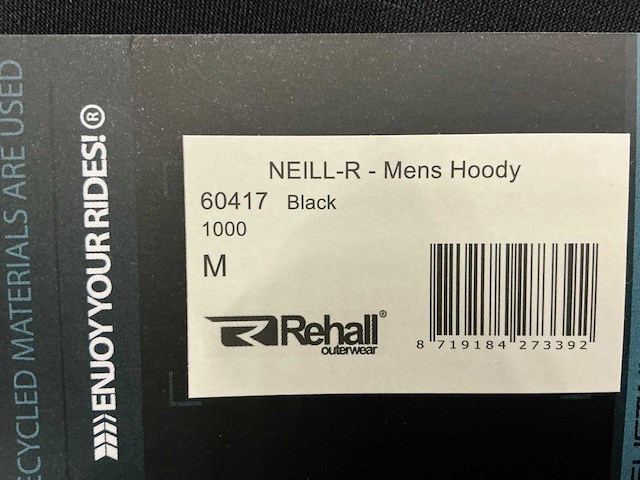 NEILL-R - Mens Hoody
60417 Black
1000
M
Rehall®
outerwear
8 719184 273392
ENJOY YOUR RIDES!®
ECYCLED MATERIALS ARE USED